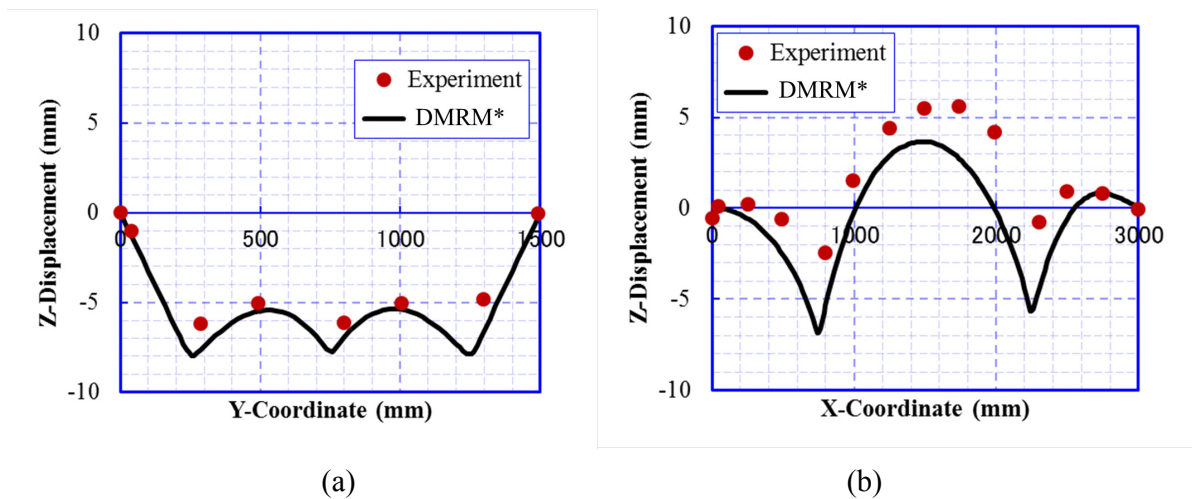 10
5
0
-5
-10
Z-Displacement (mm)
Experiment
DMRM*
0
500
1000
1500
Y-Coordinate (mm)
(a)
10
5
0
-5
-10
Z-Displacement (mm)
Experiment
DMRM*
0
1000
2000
3000
X-Coordinate (mm)
(b)